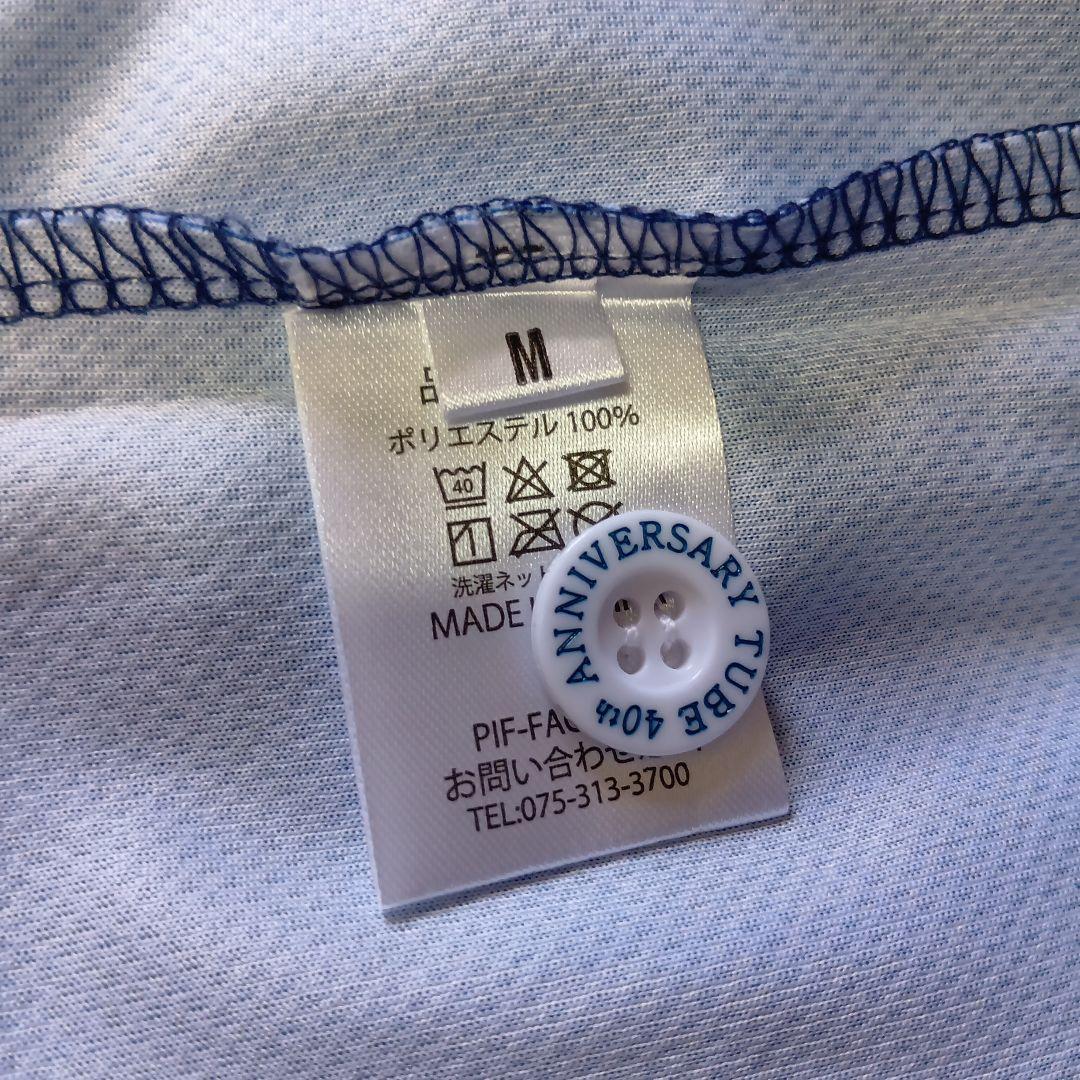 M
品
ポリエステル 100%
40
洗濯ネット
MADE
PIF-FAC
お問い合わせ
TEL:075-313-3700
ANNIVERSARY TUBE 40th